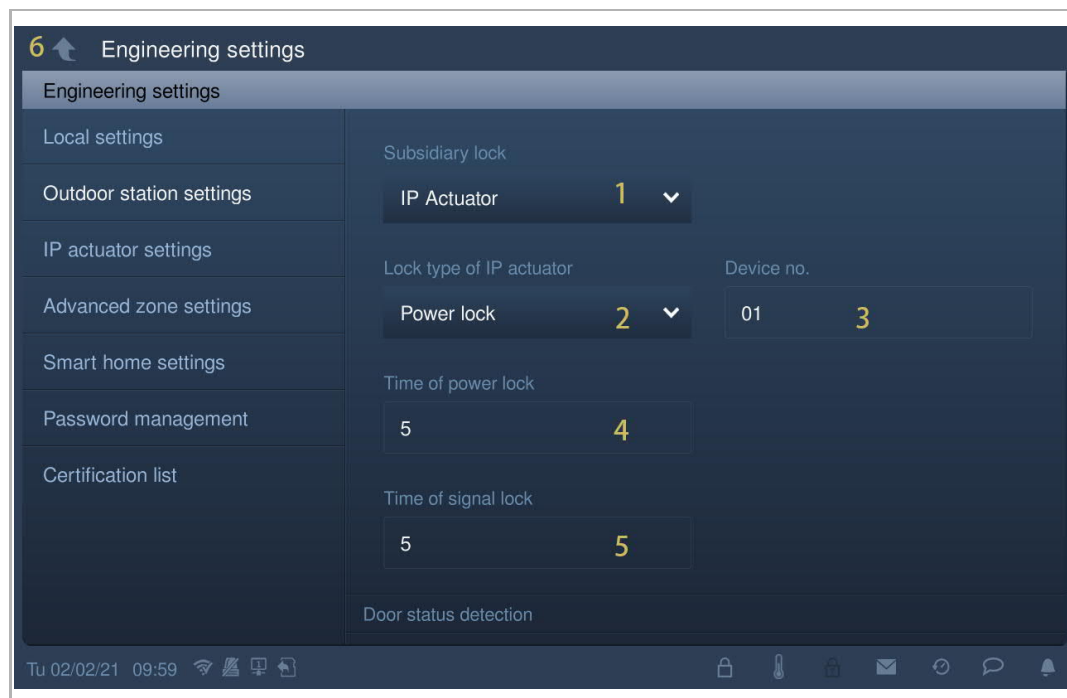 6 Engineering settings
Engineering settings
Local settings
Outdoor station settings
IP actuator settings
Advanced zone settings
Smart home settings
Password management
Certification list
Subsidiary lock
IP Actuator 1
Lock type of IP actuator
Power lock 2
Device no.
01 3
Time of power lock
5 4
Time of signal lock
5 5
Door status detection
Tu 02/02/21 09:59